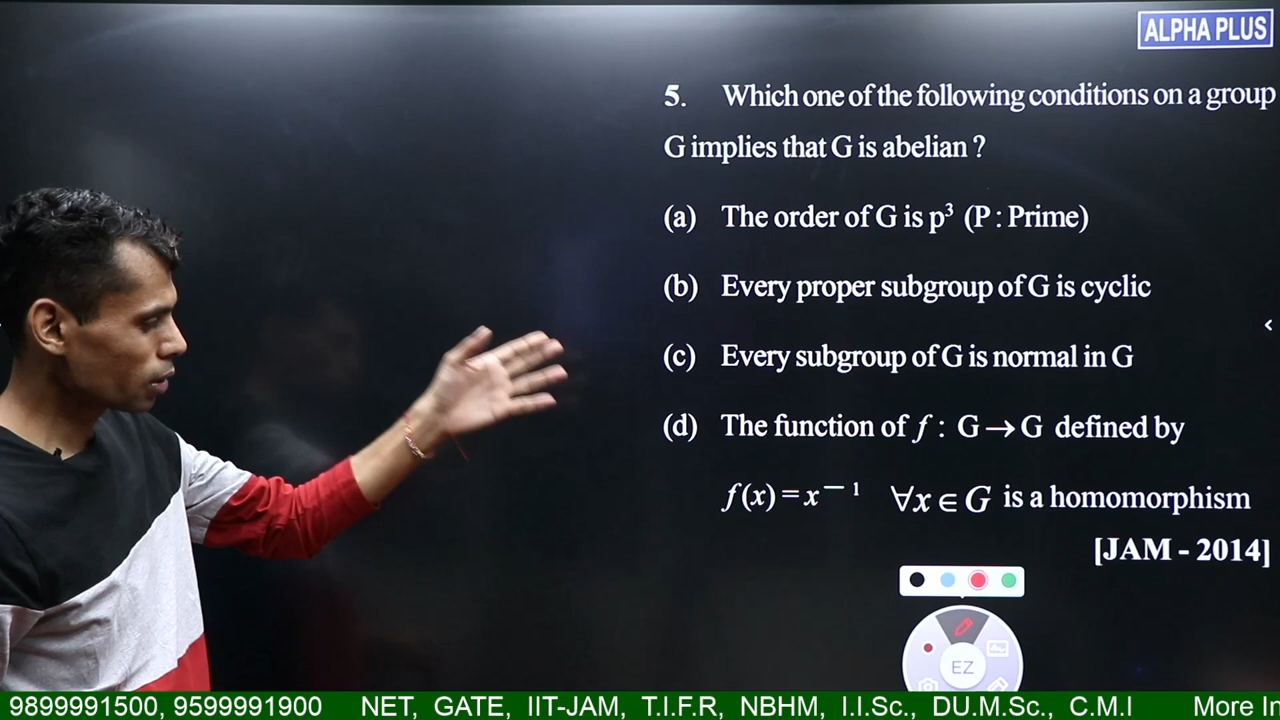 ALPHA PLUS
5. Which one of the following conditions on a group
G implies that G is abelian ?
(a) The order of G is p³ (P : Prime)
(b) Every proper subgroup of G is cyclic
(c) Every subgroup of G is normal in G
(d) The function of f : G → G defined by
f(x) = x⁻¹ ∀x ∈ G is a homomorphism
[JAM - 2014]
EZ
9899991500, 9599991900 NET, GATE, IIT-JAM, T.I.F.R, NBHM, I.I.Sc., DU.M.Sc., C.M.I More In